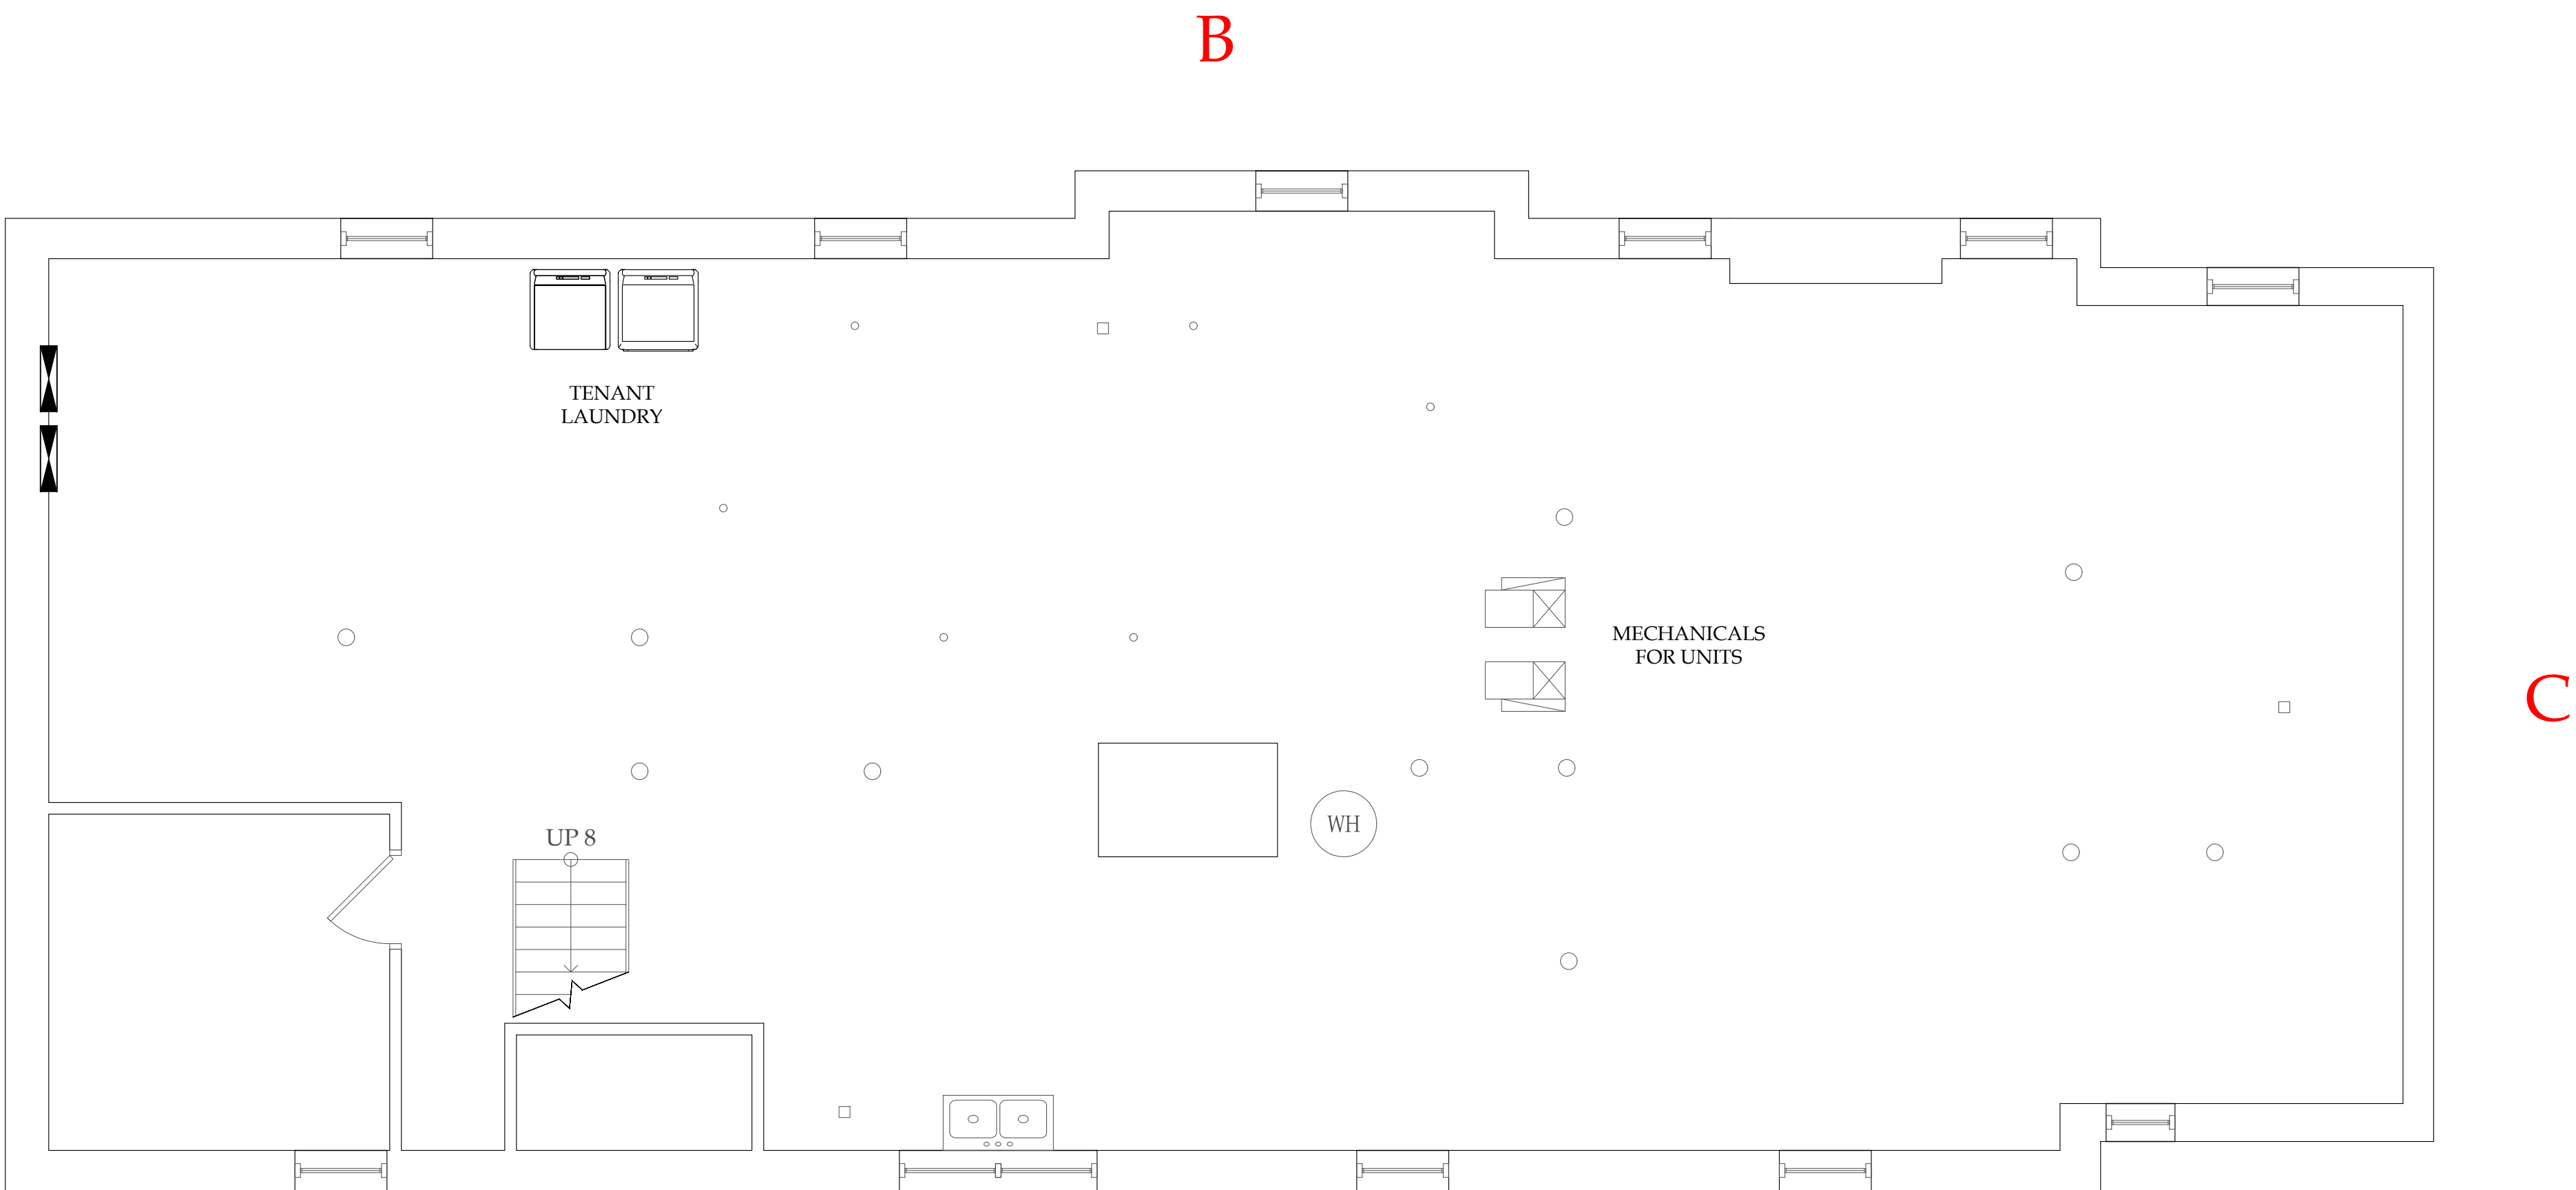 B
TENANT
LAUNDRY
MECHANICALS
FOR UNITS
C
UP 8
WH